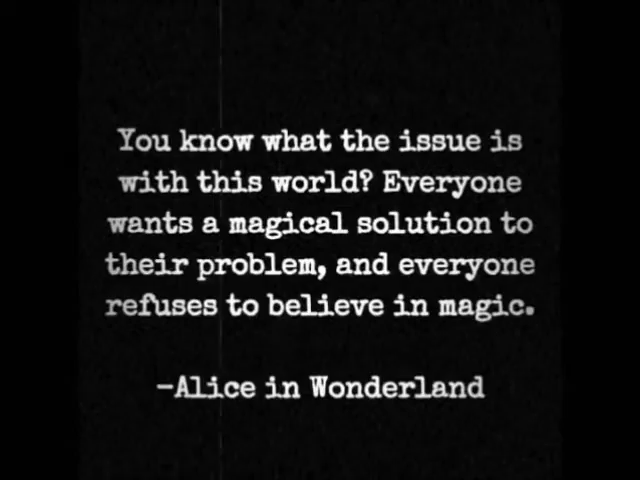 You know what the issue is
with this world? Everyone
wants a magical solution to
their problem, and everyone
refuses to believe in magic.
-Alice in Wonderland